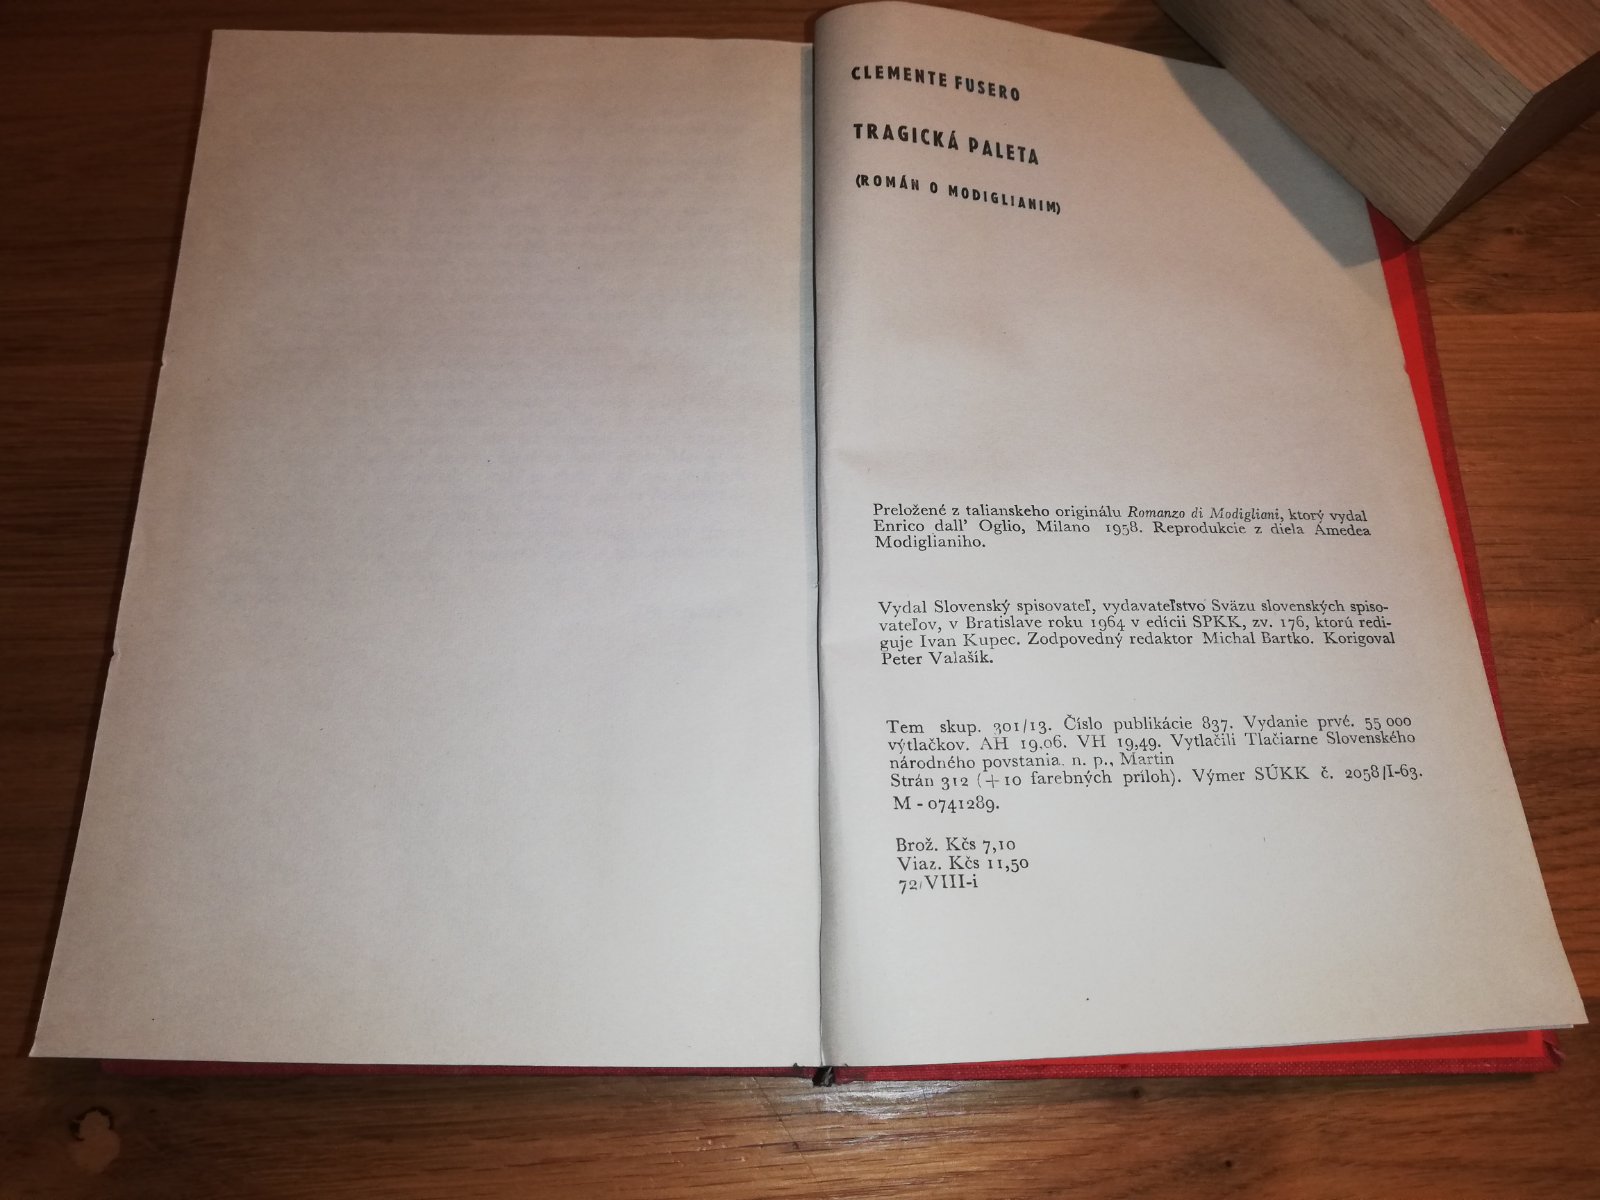 CLEMENTE FUSERO
TRAGICKÁ PALETA
(ROMÁN O MODIGLIANIM)
Preložené z talianskeho originálu Romanzo di Modigliani, ktorý vydal
Enrico dall' Oglio, Milano 1958. Reprodukcie z diela Amedea
Modiglianiho.
Vydal Slovenský spisovateľ, vydavateľstvo Sväzu slovenských spiso-
vateľov, v Bratislave roku 1964 v edícii SPKK, zv. 176, ktorú redi-
guje Ivan Kupec. Zodpovedný redaktor Michal Bartko. Korigoval
Peter Valašík.
Tem skup. 301/13. Číslo publikácie 837. Vydanie prvé. 55 000
výtlačkov. AH 19,06. VH 19,49. Vytlačili Tlačiarne Slovenského
národného povstania, n. p., Martin
Strán 312 (+10 farebných príloh). Výmer SÚKK č. 2058/I-63.
M - 0741289.
Brož. Kčs 7,10
Viaz. Kčs 11,50
72/VIII-i